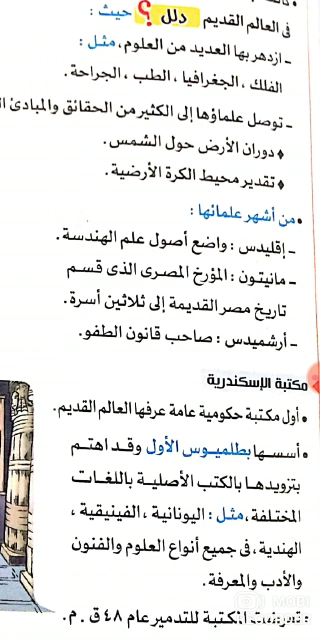 فى العالم القديم دلل ؟ حيث :
- ازدهر بها العديد من العلوم، مثل :
الفلك ، الجغرافيا ، الطب ، الجراحة.
- توصل علماؤها إلى الكثير من الحقائق والمبادئ
♦ دوران الأرض حول الشمس.
♦ تقدير محيط الكرة الأرضية.
• من أشهر علمائها :
- إقليدس : واضع أصول علم الهندسة.
- مانيتون : المؤرخ المصرى الذى قسم
تاريخ مصر القديمة إلى ثلاثين أسرة.
- أرشميدس : صاحب قانون الطفو.
مكتبة الإسكندرية
• أول مكتبة حكومية عامة عرفها العالم القديم.
• أسسها بطلميوس الأول وقد اهتم
بتزويدها بالكتب الأصلية باللغات
المختلفة ، مثل : اليونانية ، الفينيقية ،
الهندية ، فى جميع أنواع العلوم والفنون
والأدب والمعرفة.
تعرضت المكتبة للتدمير عام ٤٨ ق . م.